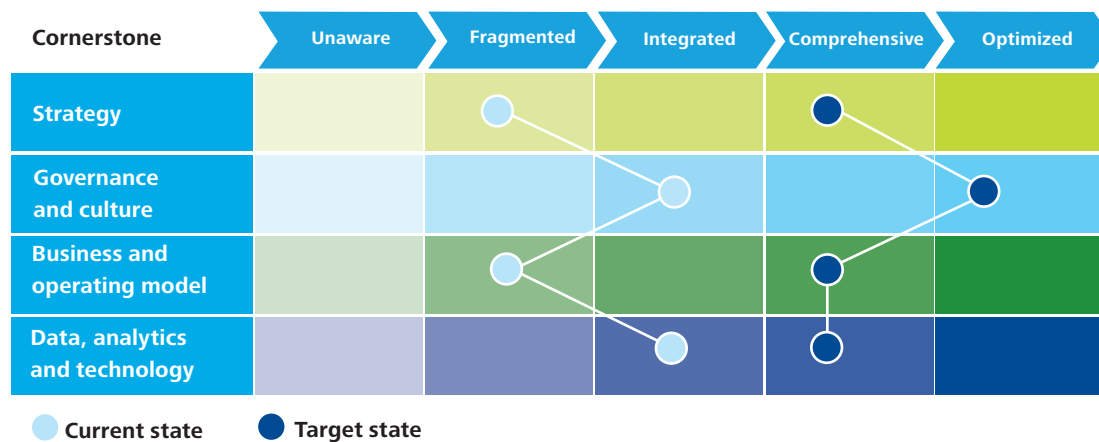 Cornerstone
Unaware
Fragmented
Integrated
Comprehensive
Optimized
Strategy
Governance
and culture
Business and
operating model
Data, analytics
and technology
Current state
Target state